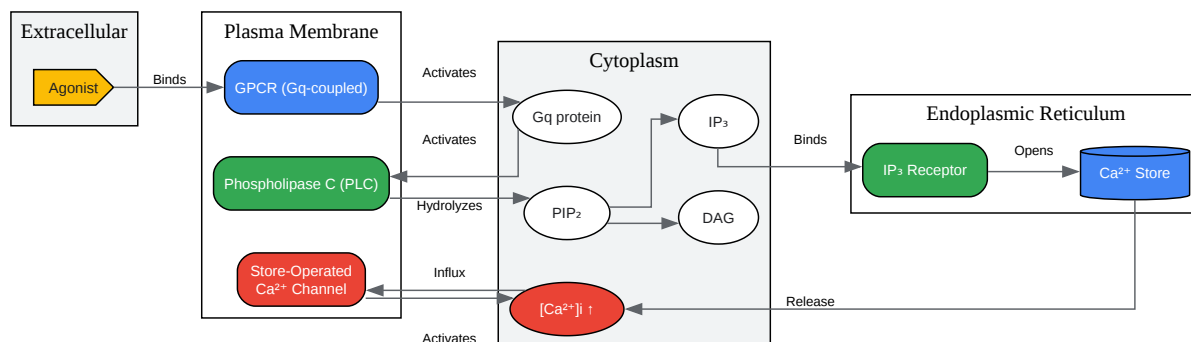 Extracellular
Agonist
Binds
Plasma Membrane
GPCR (Gq-coupled)
Phospholipase C (PLC)
Store-Operated
Ca²⁺ Channel
Activates
Activates
Hydrolyzes
Influx
Activates
Cytoplasm
Gq protein
IP₃
PIP₂
DAG
[Ca²⁺]i ↑
Binds
Release
Endoplasmic Reticulum
IP₃ Receptor
Opens
Ca²⁺ Store